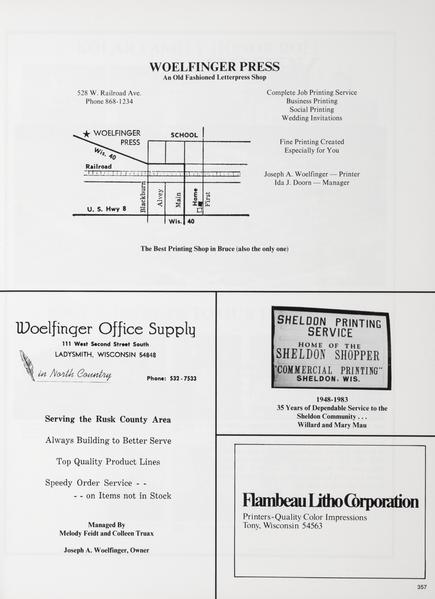 WOELFINGER PRESS
An Old Fashioned Letterpress Shop
528 W. Railroad Ave.
Phone 868-1234
Complete Job Printing Service
Business Printing
Social Printing
Wedding Invitations
Fine Printing Created
Especially for You
Joseph A. Woelfinger — Printer
Ida J. Doorn — Manager
★ WOELFINGER
PRESS
SCHOOL
Wis. 40
Railroad
Blackburn
Alvey
Main
Home
First
U. S. Hwy 8
Wis. 40
The Best Printing Shop in Bruce (also the only one)
Woelfinger Office Supply
111 West Second Street South
LADYSMITH, WISCONSIN 54848
in North Country
Phone: 532-7533
Serving the Rusk County Area
Always Building to Better Serve
Top Quality Product Lines
Speedy Order Service - -
- - on Items not in Stock
Managed By
Melody Feidt and Colleen Truax
Joseph A. Woelfinger, Owner
SHELDON PRINTING
SERVICE
HOME OF THE
SHELDON SHOPPER
"COMMERCIAL PRINTING"
SHELDON, WIS.
1948-1983
35 Years of Dependable Service to the
Sheldon Community . . .
Willard and Mary Mau
Flambeau Litho Corporation
Printers-Quality Color Impressions
Tony, Wisconsin 54563
357